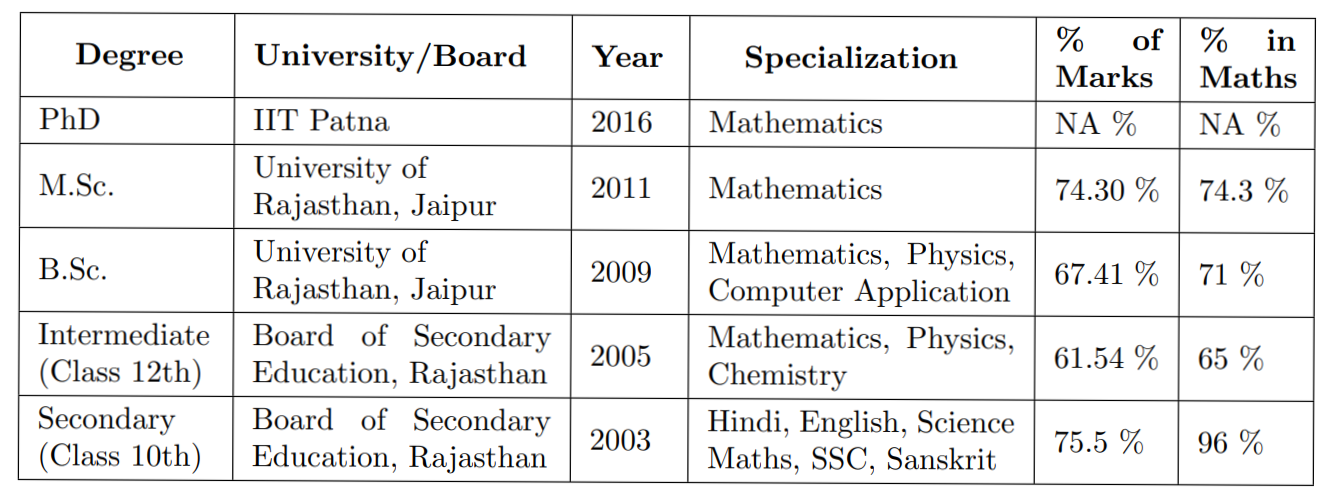 Degree University/Board Year Specialization % of Marks % in Maths
PhD IIT Patna 2016 Mathematics NA % NA %
M.Sc. University of Rajasthan, Jaipur 2011 Mathematics 74.30 % 74.3 %
B.Sc. University of Rajasthan, Jaipur 2009 Mathematics, Physics, Computer Application 67.41 % 71 %
Intermediate (Class 12th) Board of Secondary Education, Rajasthan 2005 Mathematics, Physics, Chemistry 61.54 % 65 %
Secondary (Class 10th) Board of Secondary Education, Rajasthan 2003 Hindi, English, Science Maths, SSC, Sanskrit 75.5 % 96 %